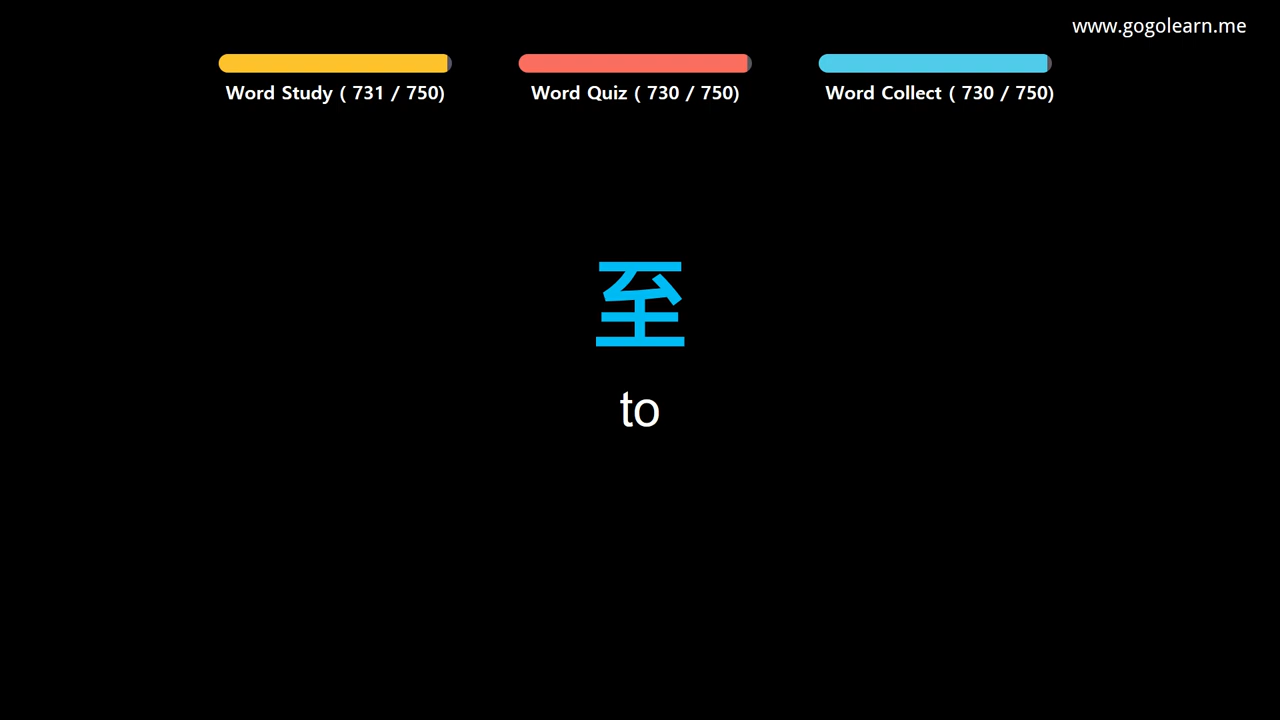 www.gogolearn.me
Word Study ( 731 / 750)
Word Quiz ( 730 / 750)
Word Collect ( 730 / 750)
至
to